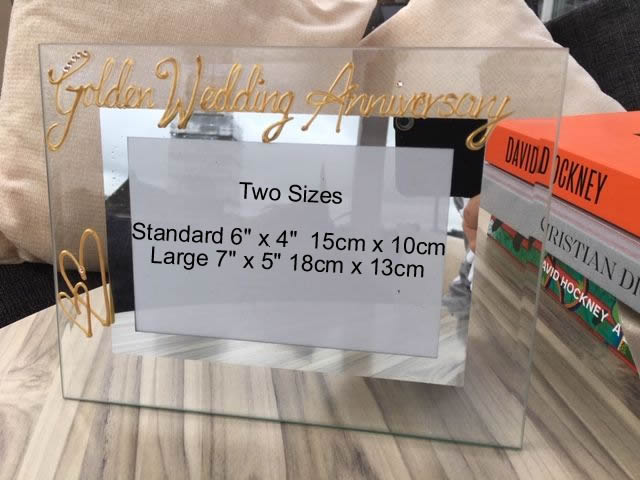 Golden Wedding Anniversary
Two Sizes
Standard 6" x 4"  15cm x 10cm
Large 7" x 5" 18cm x 13cm
DAVID HOCKNEY
CHRISTIAN DI
DAVID HOCKNEY A